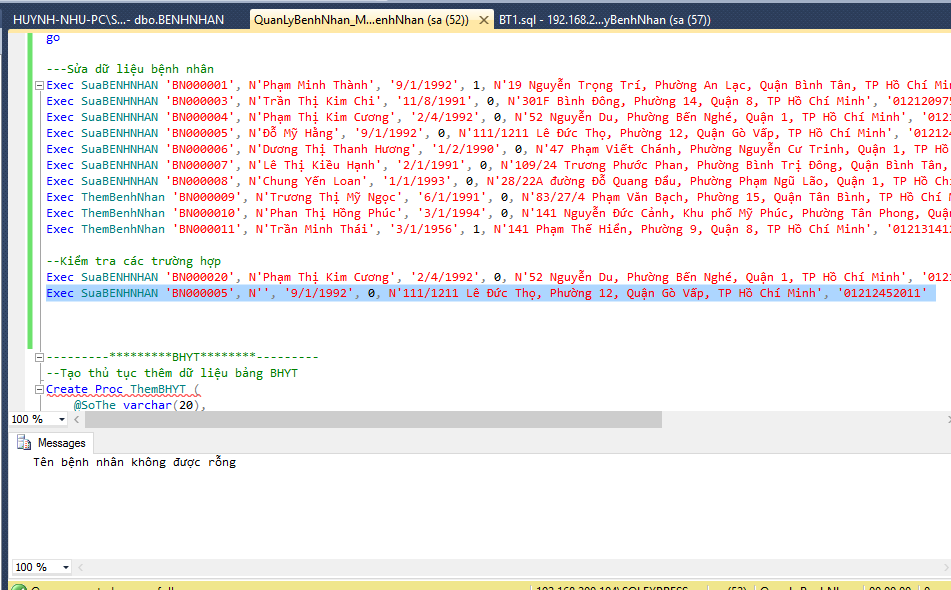 HUYNH-NHU-PC\S...- dbo.BENHNHAN QuanLyBenhNhan_M...enhNhan (sa (52)) BT1.sql - 192.168.2...yBenhNhan (sa (57))
go
---Sửa dữ liệu bệnh nhân
Exec SuaBENHNHAN 'BN000001', N'Phạm Minh Thành', '9/1/1992', 1, N'19 Nguyễn Trọng Trí, Phường An Lạc, Quận Bình Tân, TP Hồ Chí Mi
Exec SuaBENHNHAN 'BN000003', N'Trần Thị Kim Chi', '11/8/1991', 0, N'301F Bình Đông, Phường 14, Quận 8, TP Hồ Chí Minh', '012120975
Exec SuaBENHNHAN 'BN000004', N'Phạm Thị Kim Cương', '2/4/1992', 0, N'52 Nguyễn Du, Phường Bến Nghé, Quận 1, TP Hồ Chí Minh', '0121
Exec SuaBENHNHAN 'BN000005', N'Đỗ Mỹ Hằng', '9/1/1992', 0, N'111/1211 Lê Đức Thọ, Phường 12, Quận Gò Vấp, TP Hồ Chí Minh', '01212
Exec SuaBENHNHAN 'BN000006', N'Dương Thị Thanh Hương', '1/2/1990', 0, N'47 Phạm Viết Chánh, Phường Nguyễn Cư Trinh, Quận 1, TP Hồ
Exec SuaBENHNHAN 'BN000007', N'Lê Thị Kiều Hạnh', '2/1/1991', 0, N'109/24 Trương Phước Phan, Phường Bình Trị Đông, Quận Bình Tân,
Exec SuaBENHNHAN 'BN000008', N'Chung Yến Loan', '1/1/1993', 0, N'28/22A đường Đỗ Quang Đẩu, Phường Phạm Ngũ Lão, Quận 1, TP Hồ Chí
Exec ThemBenhNhan 'BN000009', N'Trương Thị Mỹ Ngọc', '6/1/1991', 0, N'83/27/4 Phạm Văn Bạch, Phường 15, Quận Tân Bình, TP Hồ Chí M
Exec ThemBenhNhan 'BN000010', N'Phan Thị Hồng Phúc', '3/1/1994', 0, N'141 Nguyễn Đức Cảnh, Khu phố Mỹ Phúc, Phường Tân Phong, Quận
Exec ThemBenhNhan 'BN000011', N'Trần Minh Thái', '3/1/1956', 1, N'141 Phạm Thế Hiển, Phường 9, Quận 8, TP Hồ Chí Minh', '01213141
--Kiểm tra các trường hợp
Exec SuaBENHNHAN 'BN000020', N'Phạm Thị Kim Cương', '2/4/1992', 0, N'52 Nguyễn Du, Phường Bến Nghé, Quận 1, TP Hồ Chí Minh', '0121
Exec SuaBENHNHAN 'BN000005', N'', '9/1/1992', 0, N'111/1211 Lê Đức Thọ, Phường 12, Quận Gò Vấp, TP Hồ Chí Minh', '01212452011'
---------*********BHYT********---------
--Tạo thủ tục thêm dữ liệu bảng BHYT
Create Proc ThemBHYT (
@SoThe varchar(20),
100 %
Messages
Tên bệnh nhân không được rỗng
100 %